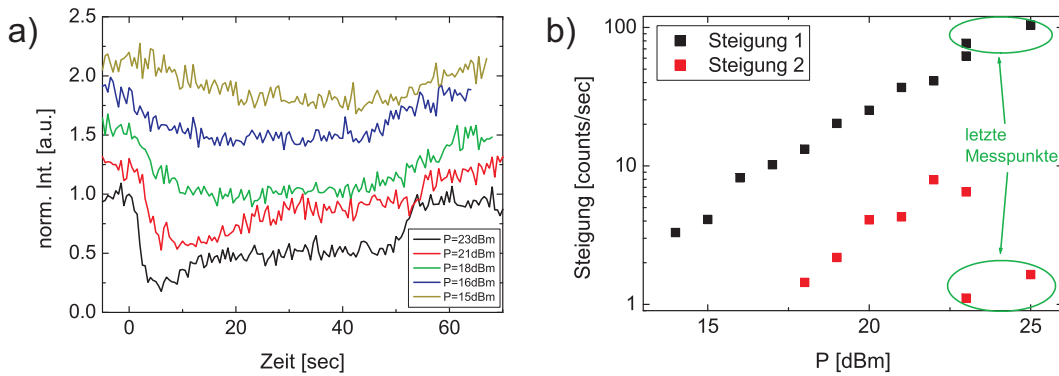 a)
norm. Int. [a.u.]
2.5
2.0
1.5
1.0
0.5
0.0
P=23dBm
P=21dBm
P=18dBm
P=16dBm
P=15dBm
0
20
40
60
Zeit [sec]
b)
Steigung [counts/sec]
100
10
1
Steigung 1
Steigung 2
letzte
Messpunkte
15
20
25
P [dBm]